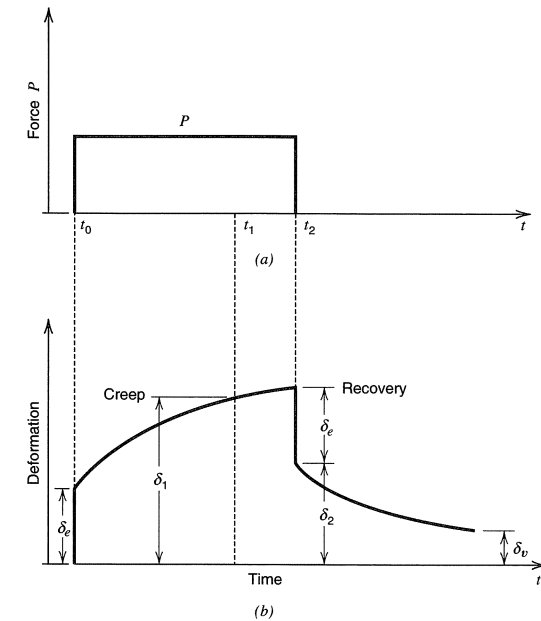 Force P
P
t₀
t₁
t₂
t
(a)
Deformation
Creep
Recovery
δₑ
δ₁
δₑ
δ₂
δᵥ
Time
t
(b)